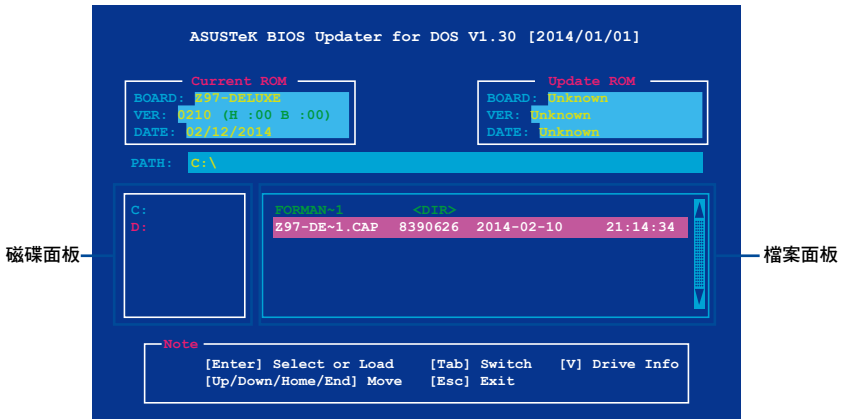 ASUSTeK BIOS Updater for DOS V1.30 [2014/01/01]
Current ROM
BOARD: Z97-DELUXE
VER: 0210 (H :00 B :00)
DATE: 02/12/2014
Update ROM
BOARD: Unknown
VER: Unknown
DATE: Unknown
PATH: C:\
C:
D:
FORMAN~1 <DIR>
Z97-DE~1.CAP 8390626 2014-02-10 21:14:34
磁碟面板
檔案面板
Note
[Enter] Select or Load [Tab] Switch [V] Drive Info
[Up/Down/Home/End] Move [Esc] Exit